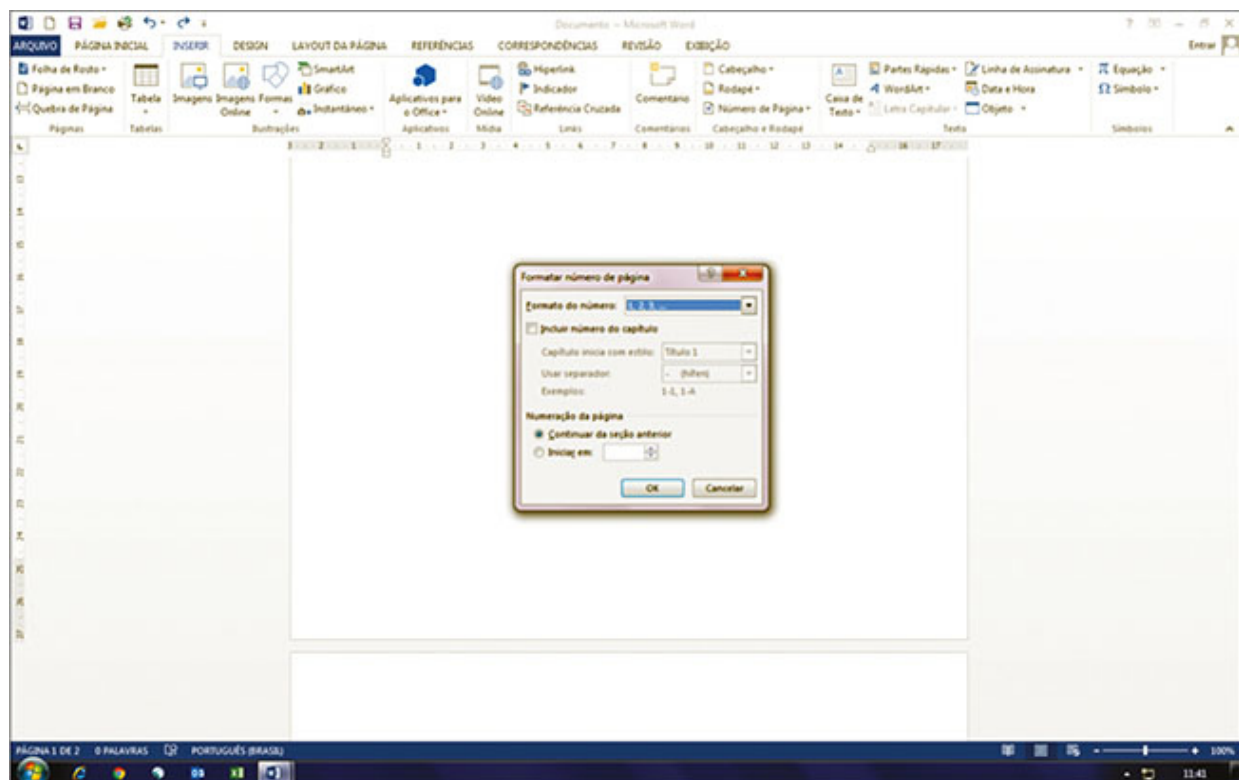 Documento - Microsoft Word
ARQUIVO PÁGINA INICIAL INSERIR DESIGN LAYOUT DA PÁGINA REFERÊNCIAS CORRESPONDÊNCIAS REVISÃO EXIBIÇÃO Entrar
Folha de Rosto
Página em Branco
Quebra de Página
Páginas
Tabela
Tabelas
Imagens
Imagens Online
Formas
SmartArt
Gráfico
Instantâneo
Ilustrações
Aplicativos para o Office
Aplicativos
Vídeo Online
Mídia
Hiperlink
Indicador
Referência Cruzada
Links
Comentário
Comentários
Cabeçalho
Rodapé
Número de Página
Cabeçalho e Rodapé
Caixa de Texto
Partes Rápidas
WordArt
Letra Capitular
Linha de Assinatura
Data e Hora
Objeto
Texto
Equação
Símbolo
Símbolos
Formatar número de página
Formato do número: 1, 2, 3, ...
Incluir número do capítulo
Capítulo inicia com estilo: Título 1
Usar separador: - (hífen)
Exemplos: 1-1, 1-A
Numeração da página
Continuar da seção anterior
Iniciar em:
OK Cancelar
PÁGINA 1 DE 2 0 PALAVRAS PORTUGUÊS (BRASIL) 100%
11:41